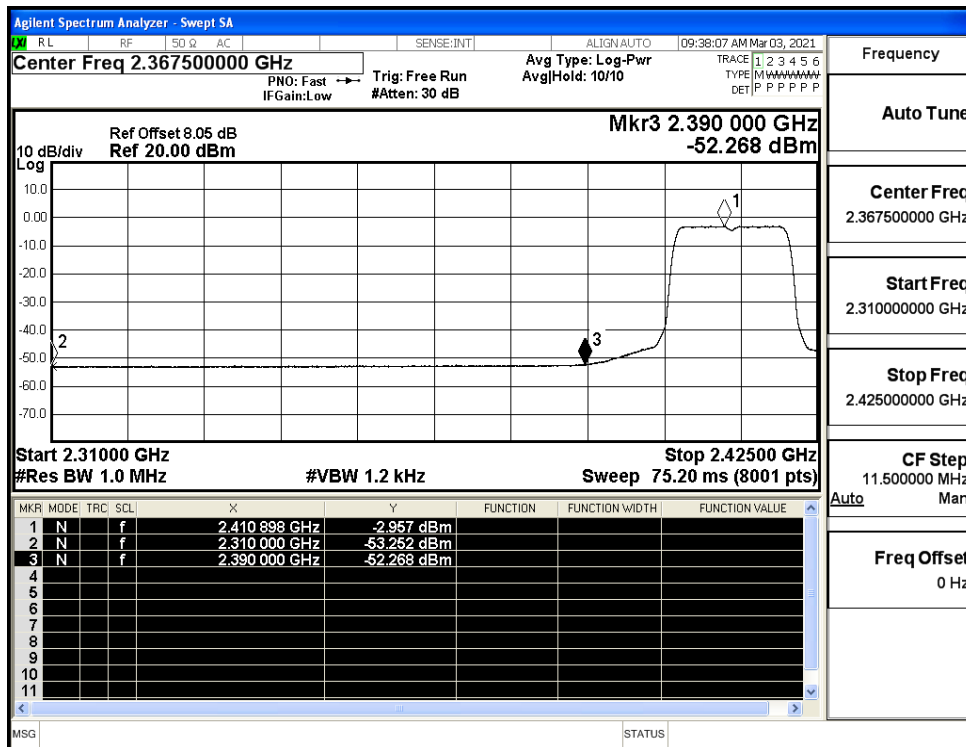 Agilent Spectrum Analyzer - Swept SA
LXI RL RF 50 Ω AC SENSE:INT ALIGNAUTO 09:38:07 AM Mar 03, 2021
Center Freq 2.367500000 GHz
PNO: Fast
IFGain:Low
Trig: Free Run
#Atten: 30 dB
Avg Type: Log-Pwr
Avg|Hold: 10/10
TRACE 1 2 3 4 5 6
TYPE MWWWWW
DET P P P P P P
Ref Offset 8.05 dB
Ref 20.00 dBm
10 dB/div
Log
Mkr3 2.390 000 GHz
-52.268 dBm
10.0
0.00
-10.0
-20.0
-30.0
-40.0
-50.0
-60.0
-70.0
1
2
3
Start 2.31000 GHz Stop 2.42500 GHz
#Res BW 1.0 MHz #VBW 1.2 kHz Sweep 75.20 ms (8001 pts)
MKR MODE TRC SCL X Y FUNCTION FUNCTION WIDTH FUNCTION VALUE
1 N f 2.410 898 GHz -2.957 dBm
2 N f 2.310 000 GHz -53.252 dBm
3 N f 2.390 000 GHz -52.268 dBm
4
5
6
7
8
9
10
11
MSG STATUS
Frequency
Auto Tune
Center Freq
2.367500000 GHz
Start Freq
2.310000000 GHz
Stop Freq
2.425000000 GHz
CF Step
11.500000 MHz
Auto Man
Freq Offset
0 Hz